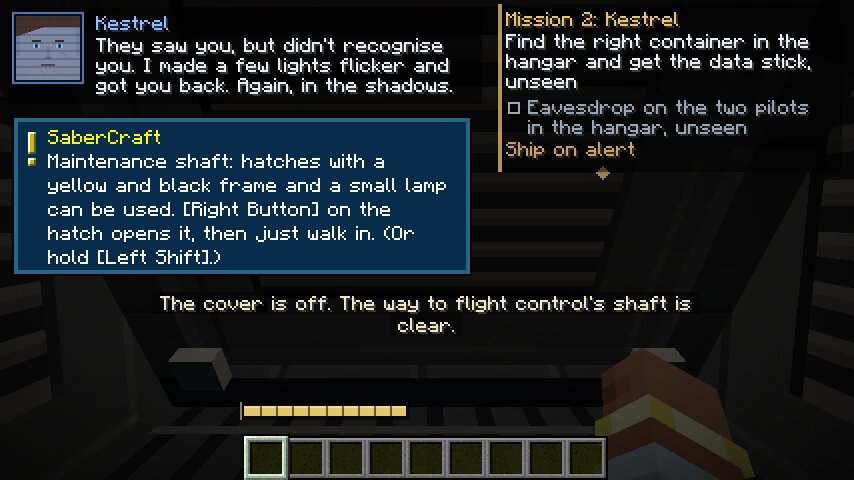 Kestrel
They saw you, but didn't recognise
you. I made a few lights flicker and
got you back. Again, in the shadows.
Mission 2: Kestrel
Find the right container in the
hangar and get the data stick,
unseen
Eavesdrop on the two pilots
in the hangar, unseen
Ship on alert
SaberCraft
Maintenance shaft: hatches with a
yellow and black frame and a small lamp
can be used. [Right Button] on the
hatch opens it, then just walk in. (Or
hold [Left Shift].)
The cover is off. The way to flight control's shaft is
clear.